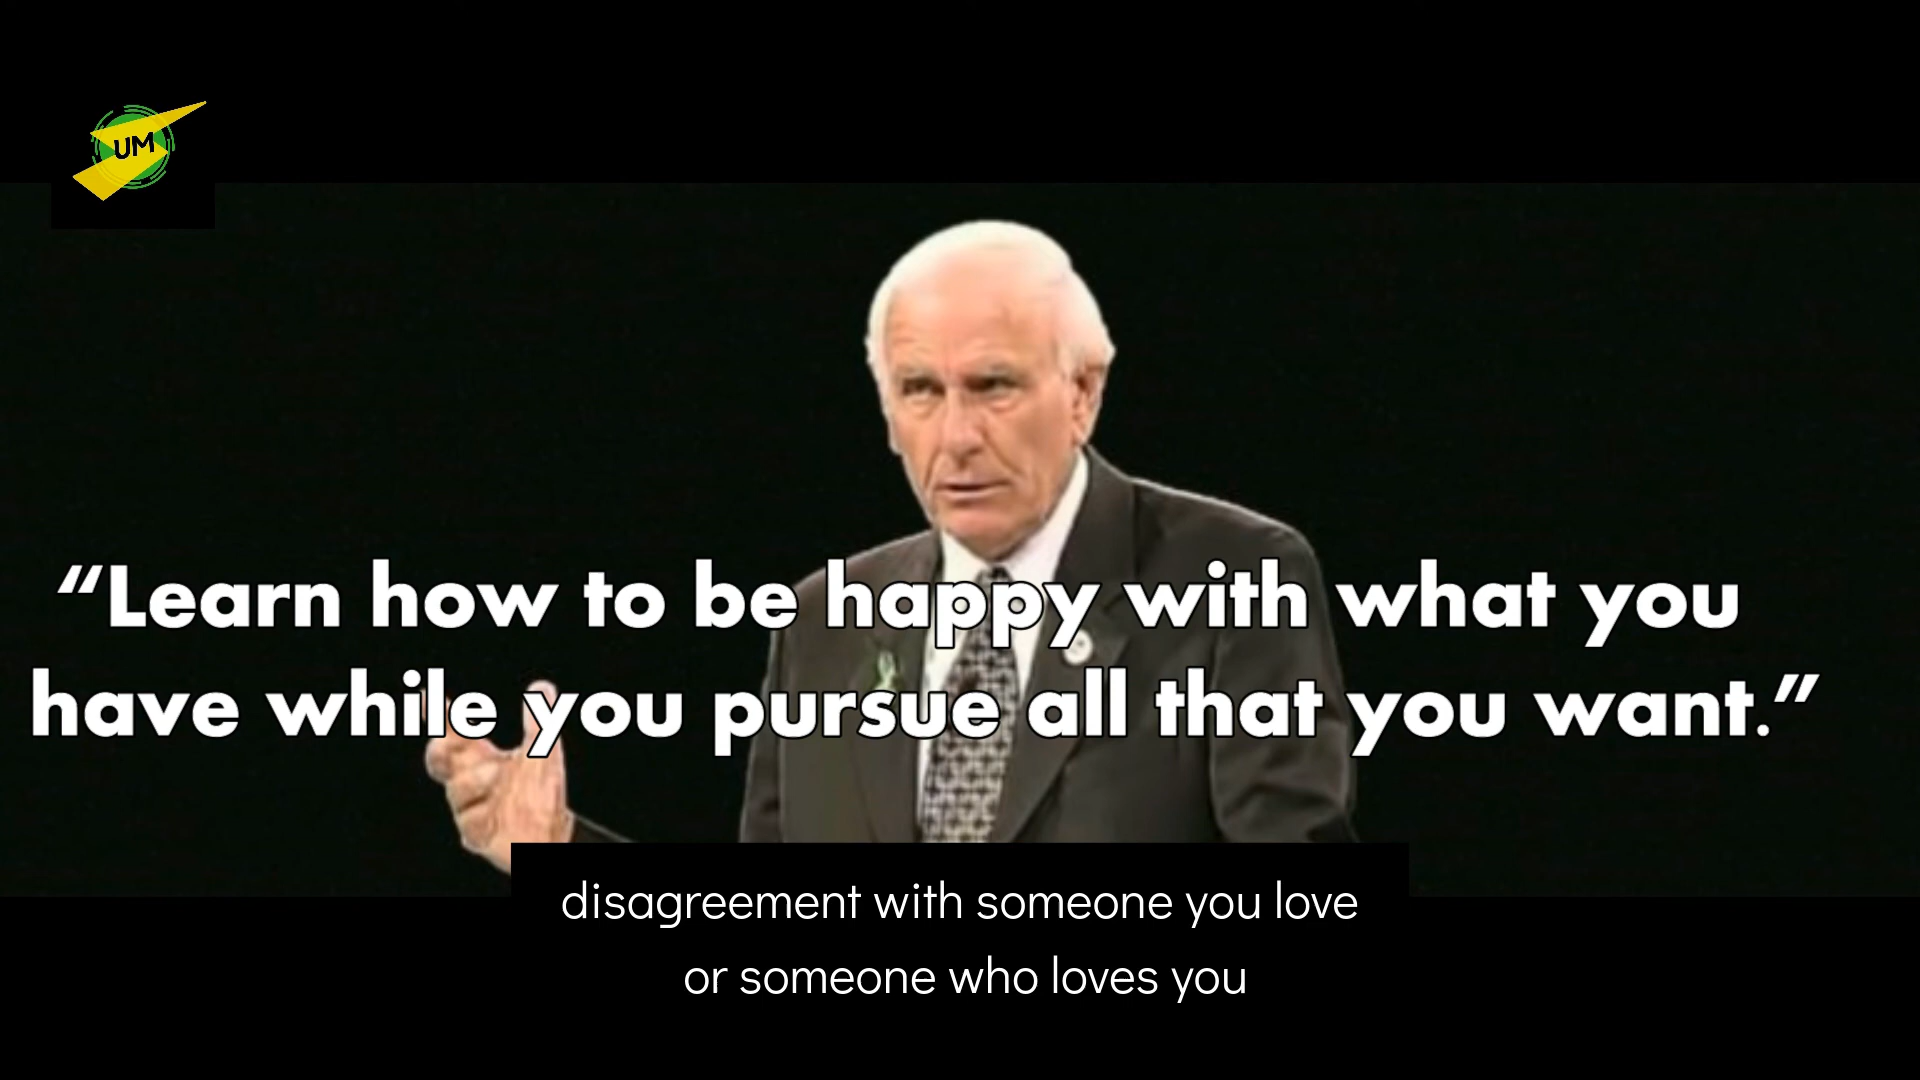 UM
“Learn how to be happy with what you
have while you pursue all that you want.”
disagreement with someone you love
or someone who loves you